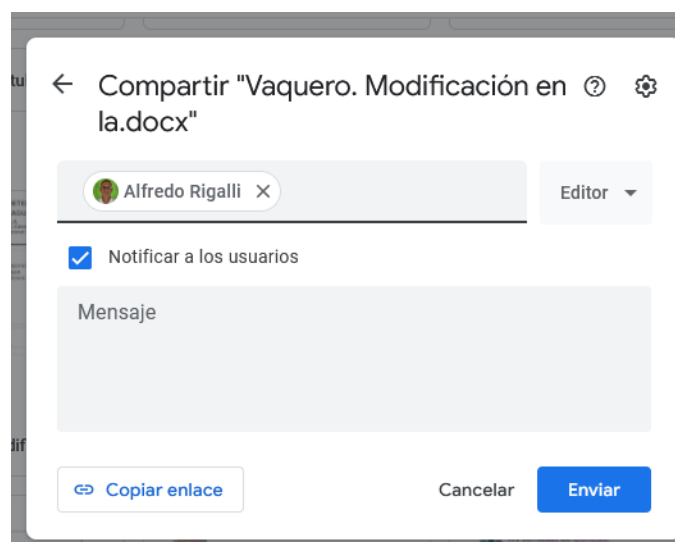 Compartir "Vaquero. Modificación en
la.docx"
Alfredo Rigalli
Editor
Notificar a los usuarios
Mensaje
Copiar enlace
Cancelar
Enviar